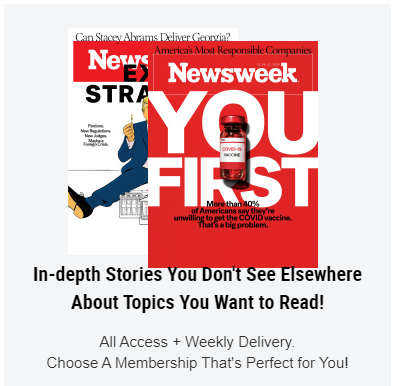 Can Stacey Abrams Deliver Georgia?
America's Most Responsible Companies
Newsweek
YOU
FIRST
COVID-19
VACCINE
More than 40%
of Americans say they're
unwilling to get the COVID vaccine.
That's a big problem.
News
EX
STRA
Pardons.
New Regulations.
New Judges.
Maybe a
Foreign Crisis.
In-depth Stories You Don't See Elsewhere
About Topics You Want to Read!
All Access + Weekly Delivery.
Choose A Membership That's Perfect for You!